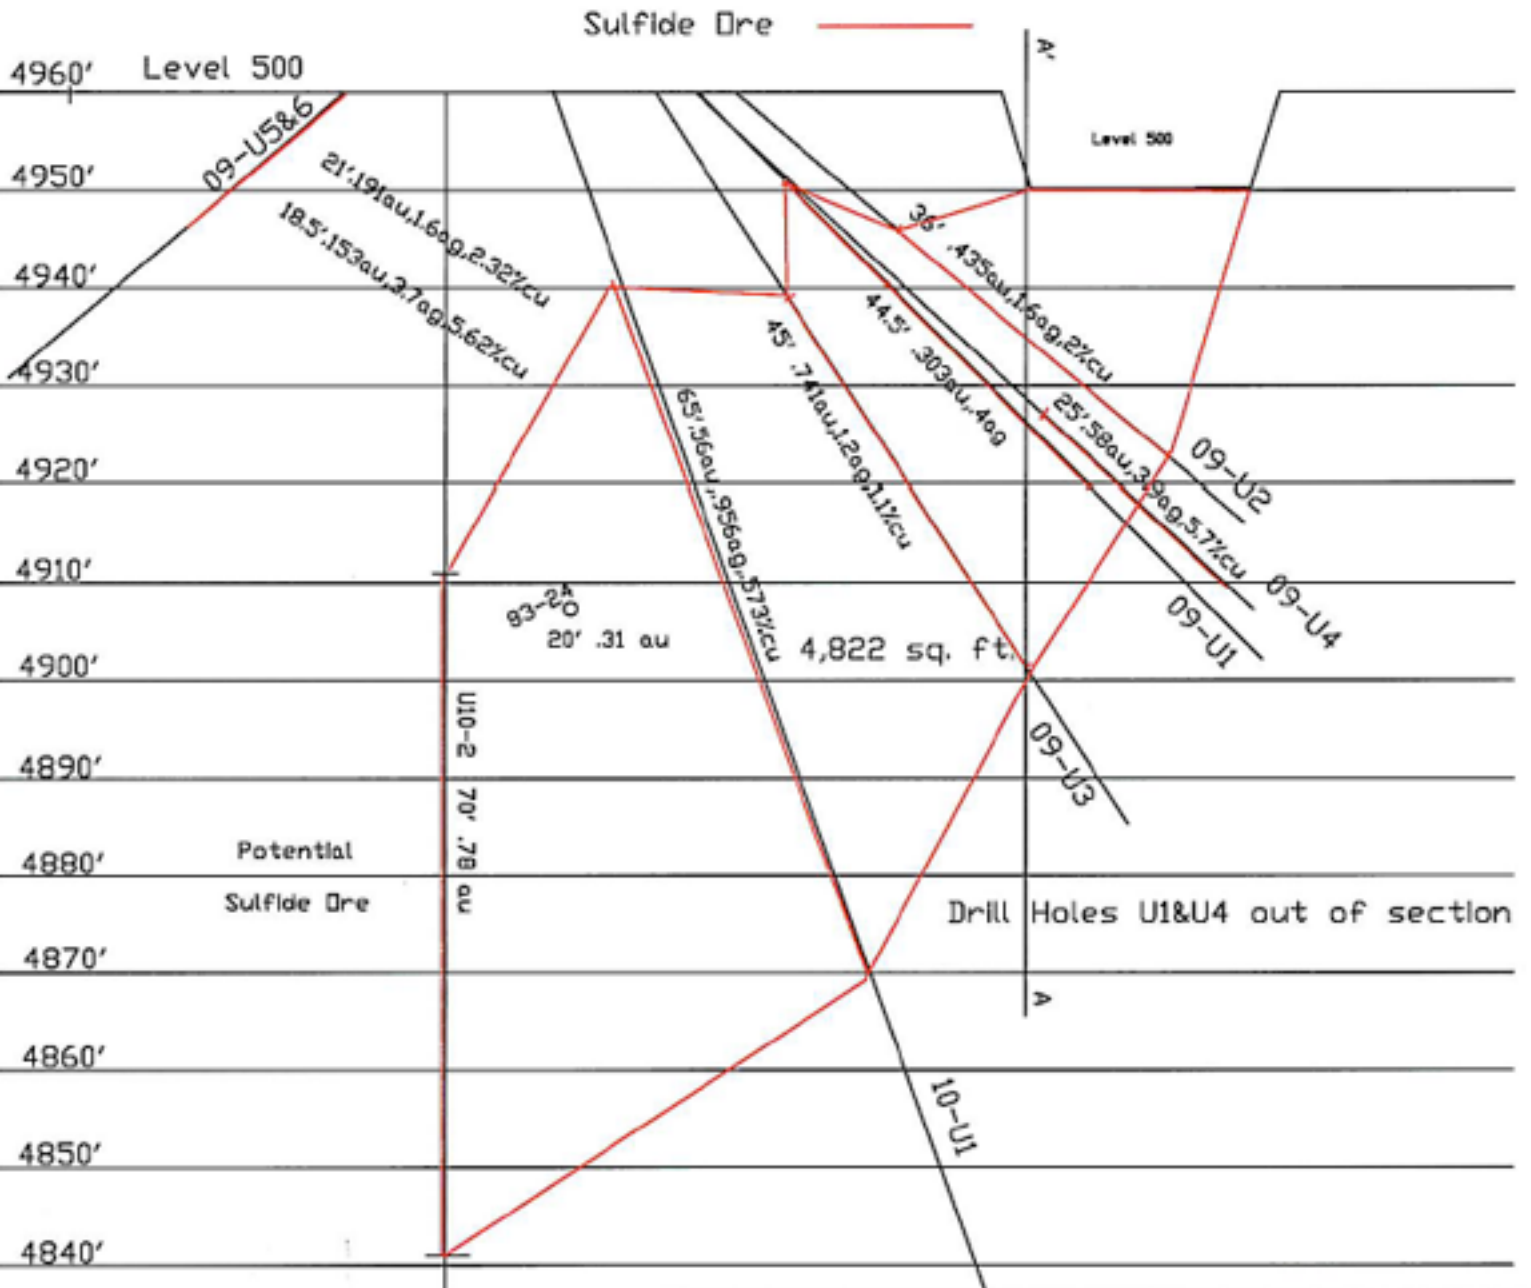 Sulfide Ore
A'
4960' Level 500
Level 500
09-U5&6
4950'
21'.191au,1.6ag,2.32%cu
18.5'.153au,3.7ag,5.62%cu
36' .435au,1.6ag,2%cu
4940'
44.5' .303au,.4ag
45' .741au,1.2ag,1.1%cu
4930'
65'.56au,.956ag,.573%cu
25'.58au,3.9ag,5.7%cu
09-U2
4920'
4910'
09-U4
09-U1
20' .31 au
4,822 sq. ft.
4900'
U10-2 70' .78 au
09-U3
4890'
Potential
4880'
Sulfide Ore
Drill Holes U1&U4 out of section
4870'
A
4860'
10-U1
4850'
4840'